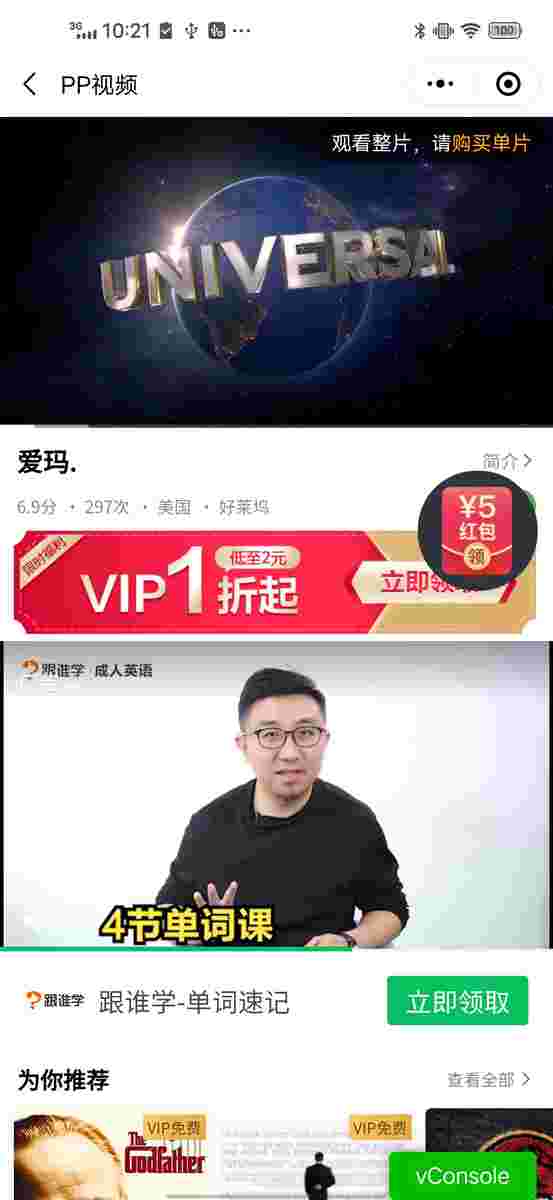 3G 10:21 ··· 100
PP视频
观看整片，请购买单片
UNIVERSAL
爱玛.
简介
6.9分 · 297次 · 美国 · 好莱坞
¥5
红包
领
限时福利
低至2元
VIP1折起
立即领取
跟谁学 成人英语
4节单词课
跟谁学
跟谁学-单词速记
立即领取
为你推荐
查看全部
VIP免费
VIP免费
The
Godfather
vConsole